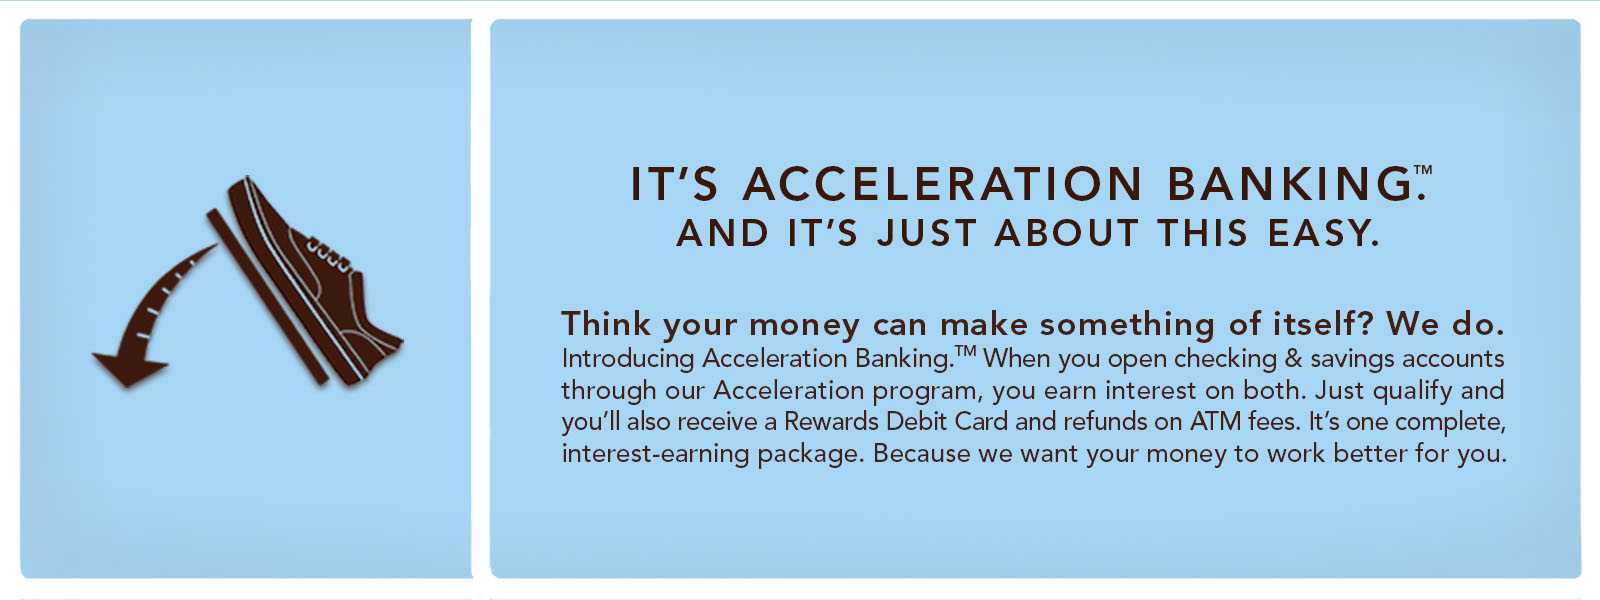 IT’S ACCELERATION BANKING.™
AND IT’S JUST ABOUT THIS EASY.
Think your money can make something of itself? We do.
Introducing Acceleration Banking.™ When you open checking & savings accounts
through our Acceleration program, you earn interest on both. Just qualify and
you’ll also receive a Rewards Debit Card and refunds on ATM fees. It’s one complete,
interest-earning package. Because we want your money to work better for you.